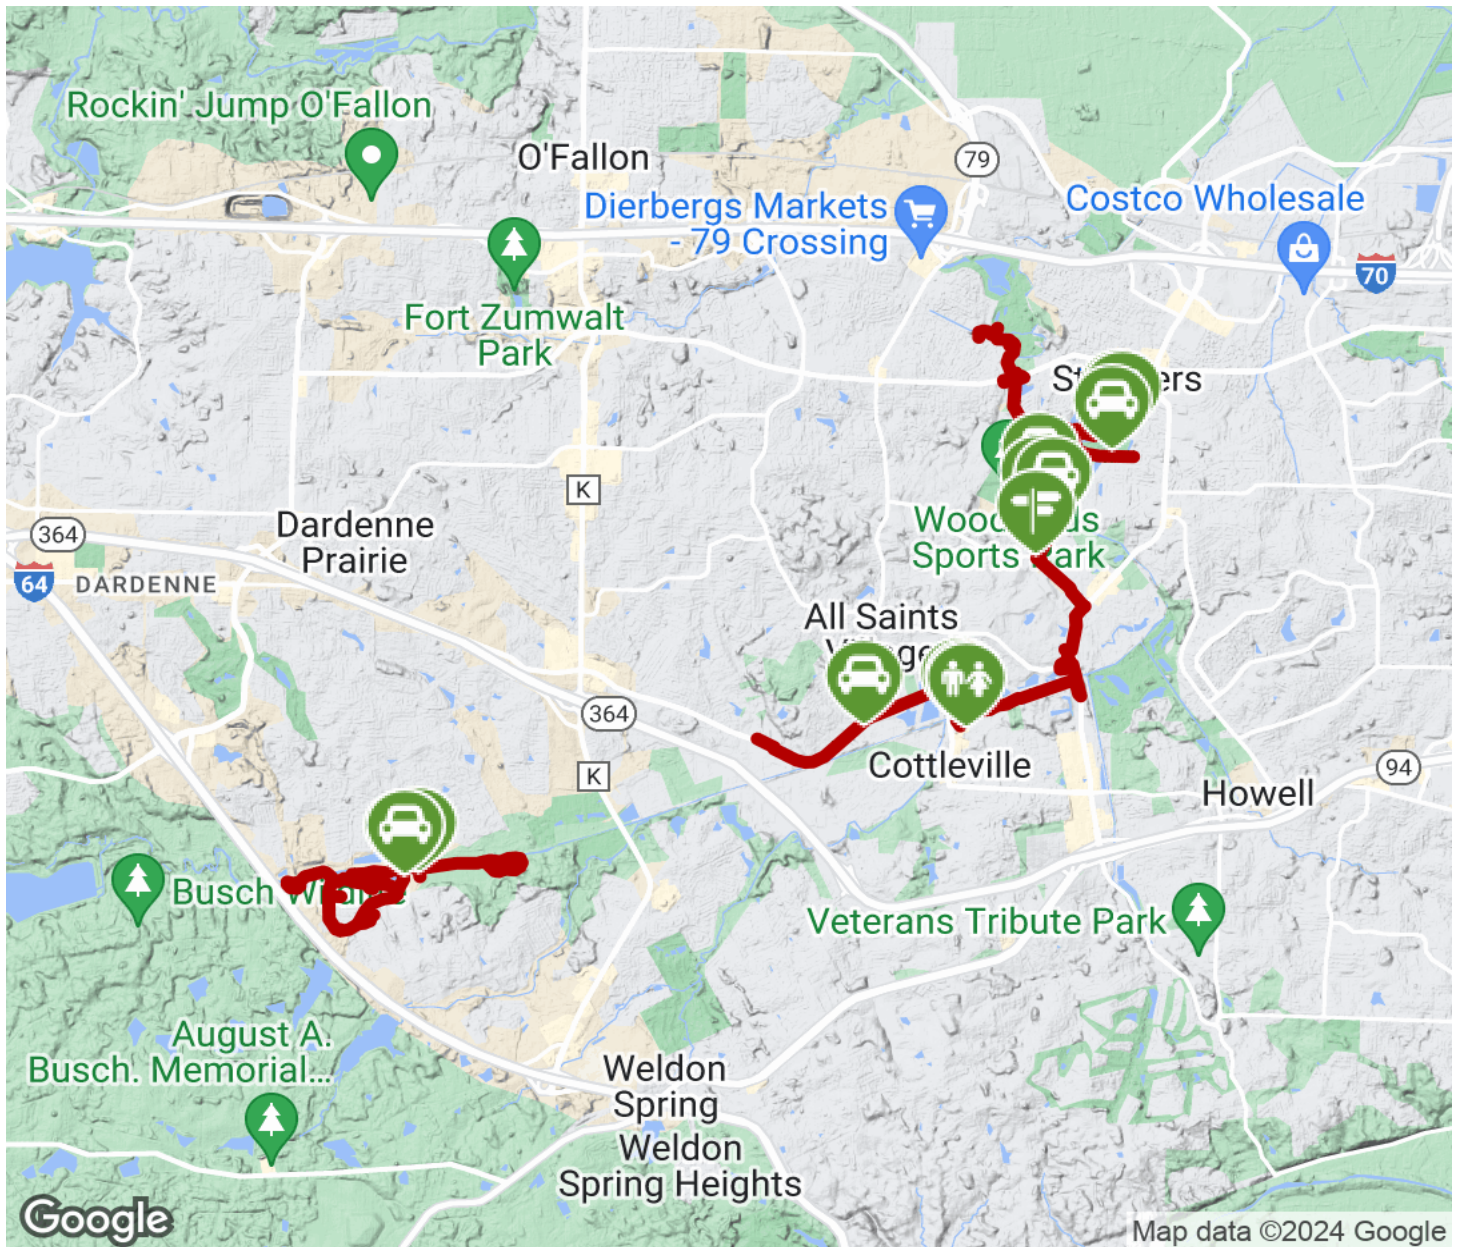 Rockin' Jump O'Fallon
O'Fallon
79
Dierbergs Markets
- 79 Crossing
Costco Wholesale
70
Fort Zumwalt
Park
K
364
Dardenne
Prairie
64
DARDENNE
Sports Park
All Saints
364
K
Cottleville
94
Howell
Busch
Veterans Tribute Park
August A.
Busch. Memorial...
Weldon
Spring
Weldon
Spring Heights
Google
Map data ©2024 Google